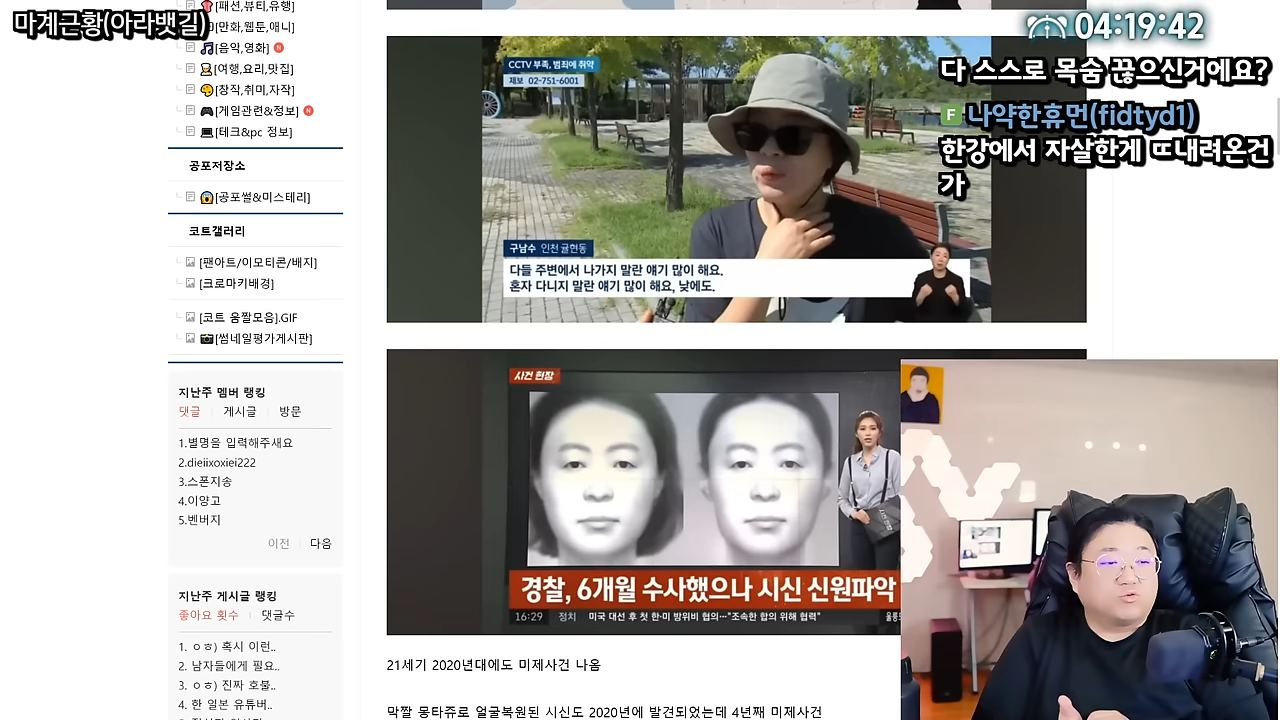 마계근황(아라뱃길)
[패션,뷰티,유행]
[만화,웹툰,애니]
[음악,영화] N
[여행,요리,맛집]
[창작,취미,자작]
[게임관련&정보] N
[테크&pc 정보]
공포저장소
[공포썰&미스테리]
코트갤러리
[팬아트/이모티콘/배지]
[크로마키배경]
[코트 움짤모음].GIF
[썸네일평가게시판]
지난주 멤버 랭킹
댓글 게시글 방문
1.별명을 입력해주세요
2.dieiixoxiei222
3.스폰지송
4.이앙고
5.벤버지
이전 다음
지난주 게시글 랭킹
좋아요 횟수 댓글수
1. ㅇㅎ) 혹시 이런..
2. 남자들에게 필요..
3. ㅇㅎ) 진짜 호불..
4. 한 일본 유튜버..
CCTV 부족, 범죄에 취약
제보 02-751-6001
구남수 인천 귤현동
다들 주변에서 나가지 말란 얘기 많이 해요.
혼자 다니지 말란 얘기 많이 해요, 낮에도.
사건 현장
경찰, 6개월 수사했으나 시신 신원파악
16:29 정치 미국 대선 후 첫 한·미 방위비 협의…"조속한 합의 위해 협력"
21세기 2020년대에도 미제사건 나옴
막짤 몽타쥬로 얼굴복원된 시신도 2020년에 발견되었는데 4년째 미제사건
04:19:42
다 스스로 목숨 끊으신거에요?
F 나약한휴먼(fidtyd1)
한강에서 자살한게 ㄸ내려온건
가